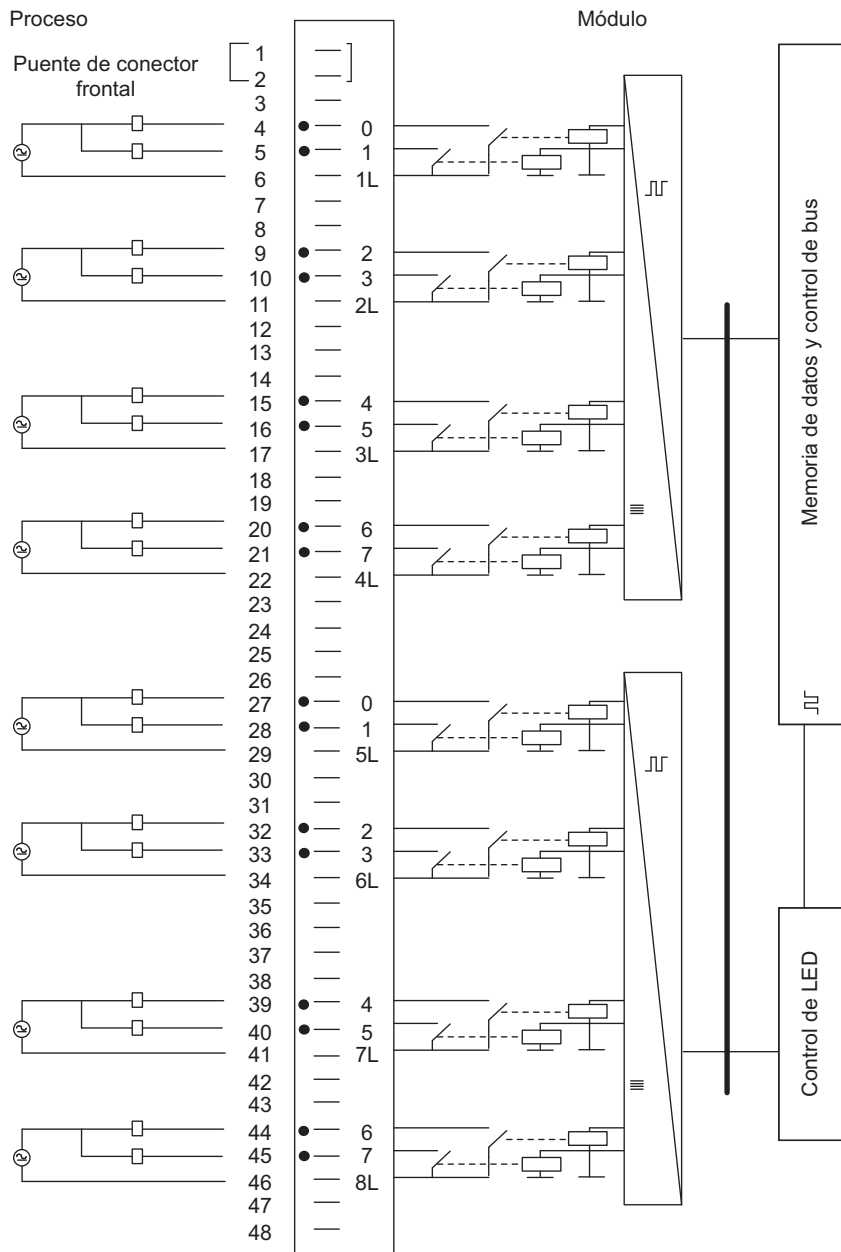 Proceso
Módulo
Puente de conector
frontal
1
2
3
4 0
5 1
6 1L
7
8
9 2
10 3
11 2L
12
13
14
15 4
16 5
17 3L
18
19
20 6
21 7
22 4L
23
24
25
26
27 0
28 1
29 5L
30
31
32 2
33 3
34 6L
35
36
37
38
39 4
40 5
41 7L
42
43
44 6
45 7
46 8L
47
48
Memoria de datos y control de bus
Control de LED